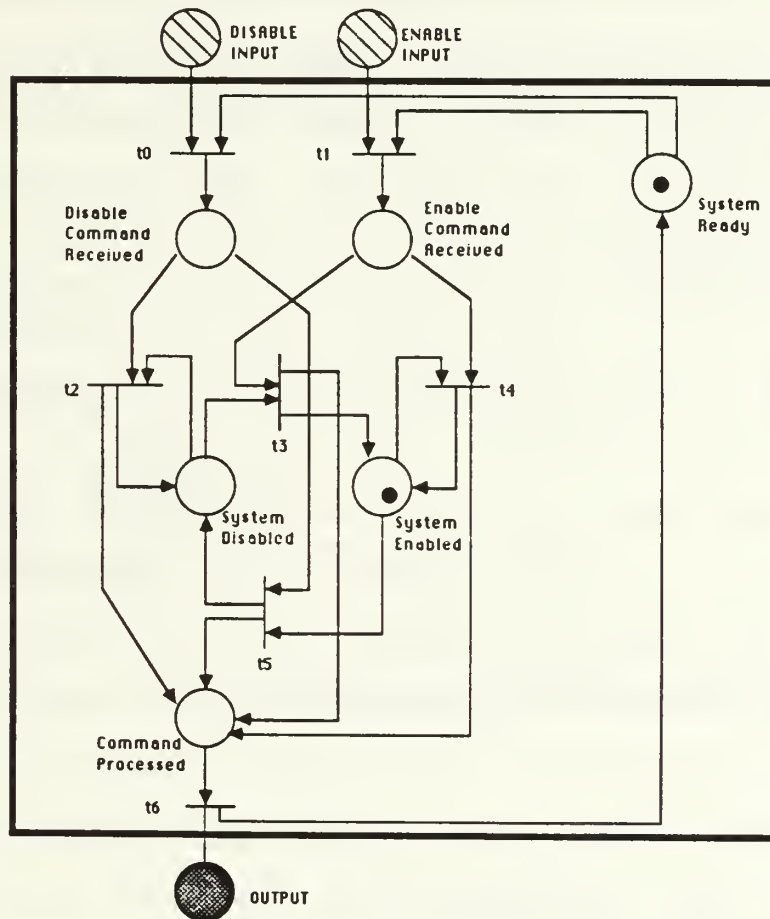 DISABLE
INPUT
ENABLE
INPUT
t0
t1
System
Ready
Disable
Command
Received
Enable
Command
Received
t2
t3
t4
System
Disabled
System
Enabled
t5
Command
Processed
t6
OUTPUT